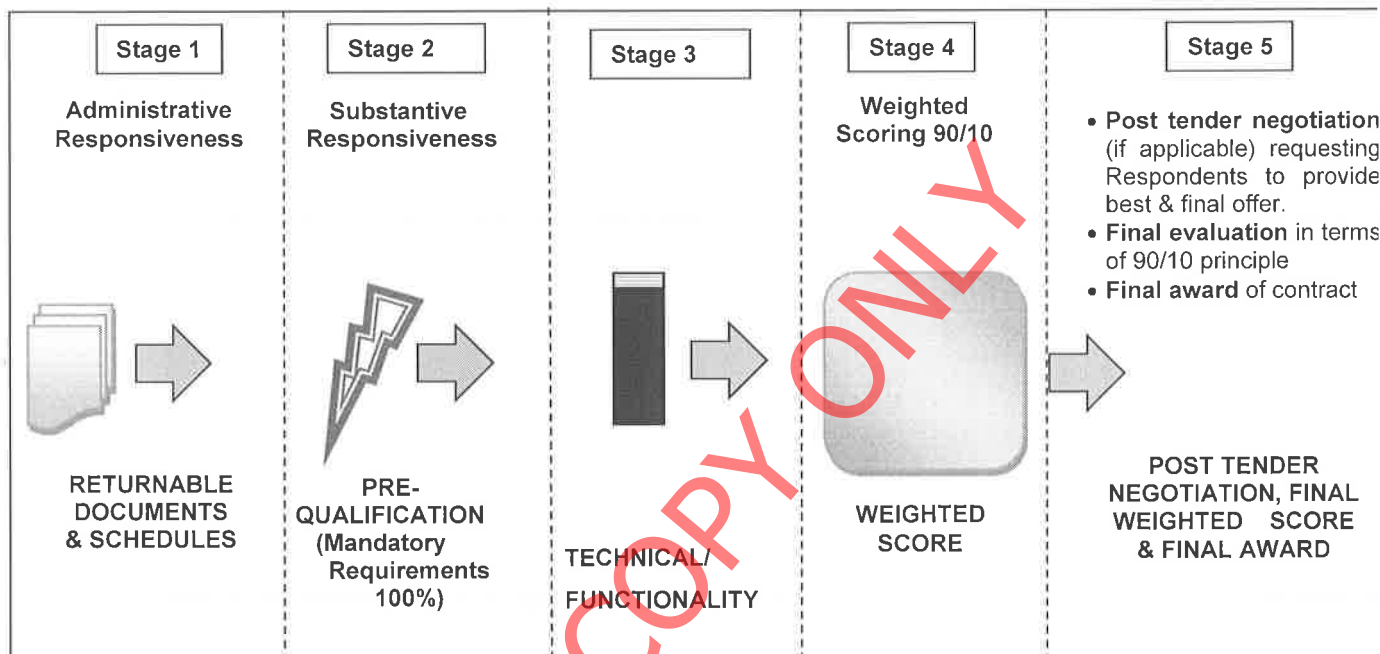 Stage 1
Administrative
Responsiveness
RETURNABLE
DOCUMENTS
& SCHEDULES
Stage 2
Substantive
Responsiveness
PRE-
QUALIFICATION
(Mandatory
Requirements
100%)
Stage 3
TECHNICAL/
FUNCTIONALITY
Stage 4
Weighted
Scoring 90/10
WEIGHTED
SCORE
Stage 5
• Post tender negotiation
(if applicable) requesting
Respondents to provide
best & final offer.
• Final evaluation in terms
of 90/10 principle
• Final award of contract
POST TENDER
NEGOTIATION, FINAL
WEIGHTED SCORE
& FINAL AWARD
COPY ONLY